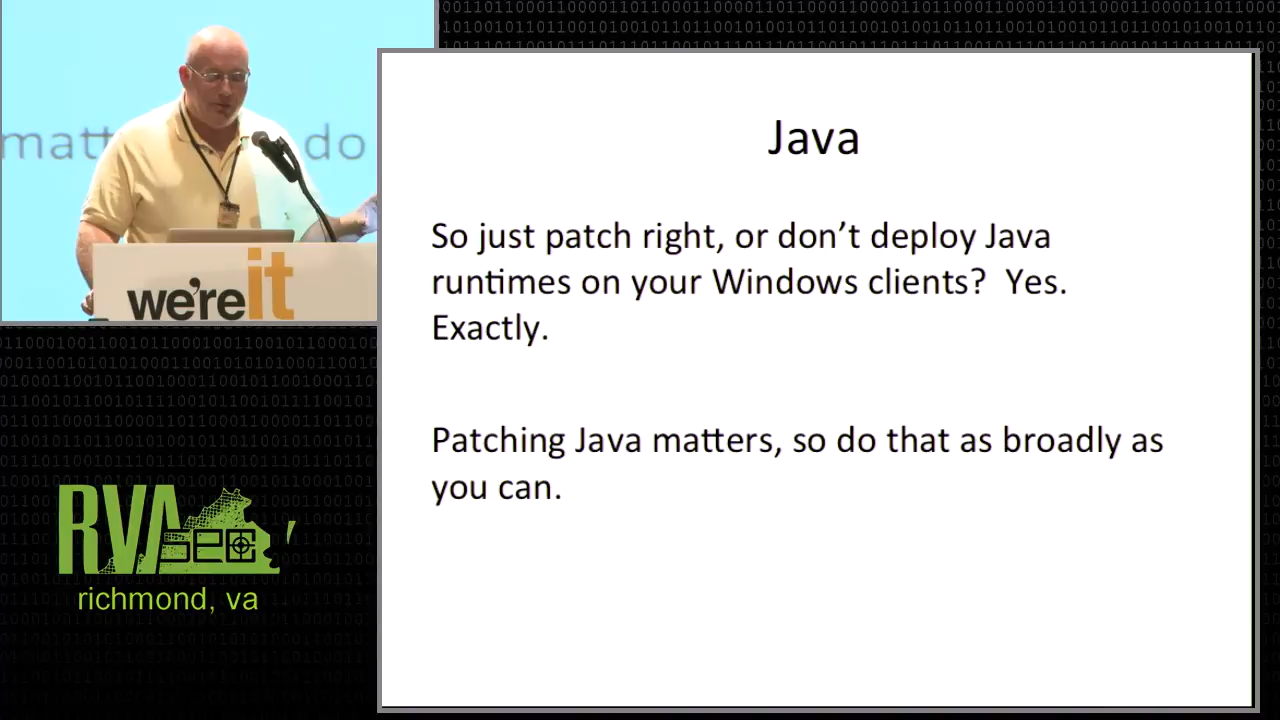 matt do
we're it
RVA sec
richmond, va
Java
So just patch right, or don't deploy Java
runtimes on your Windows clients?  Yes.
Exactly.
Patching Java matters, so do that as broadly as
you can.